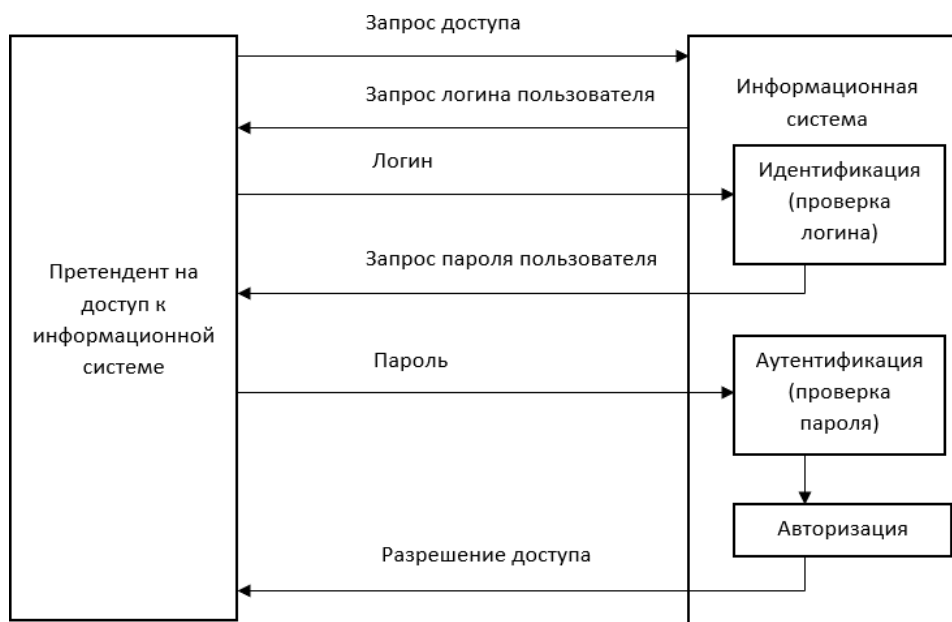 Запрос доступа
Запрос логина пользователя
Информационная
система
Логин
Идентификация
(проверка
логина)
Запрос пароля пользователя
Претендент на
доступ к
информационной
системе
Пароль
Аутентификация
(проверка
пароля)
Авторизация
Разрешение доступа